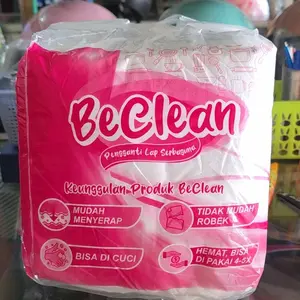 BeClean
Pengganti Lap Serbaguna
Keunggulan Produk BeClean
MUDAH
MENYERAP
TIDAK MUDAH
ROBEK
BISA DI CUCI
HEMAT, BISA
DI PAKAI 4-5X